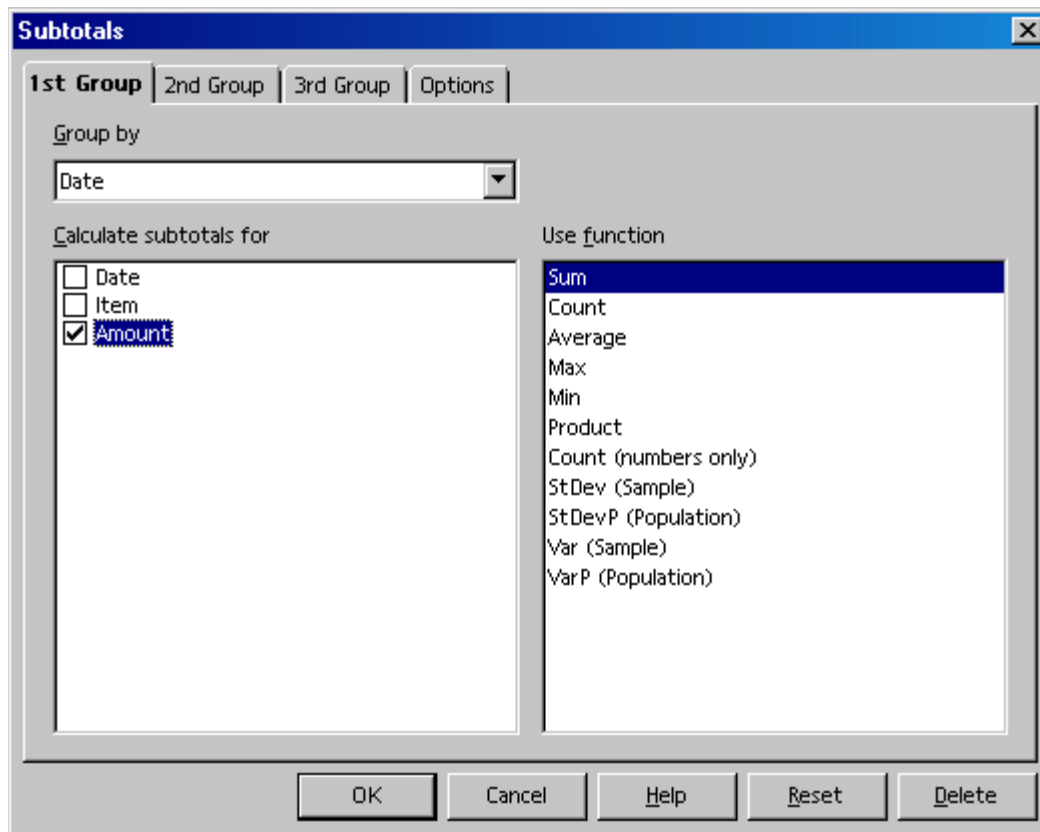 Subtotals
1st Group
2nd Group
3rd Group
Options
Group by
Date
Calculate subtotals for
Date
Item
Amount
Use function
Sum
Count
Average
Max
Min
Product
Count (numbers only)
StDev (Sample)
StDevP (Population)
Var (Sample)
VarP (Population)
OK
Cancel
Help
Reset
Delete